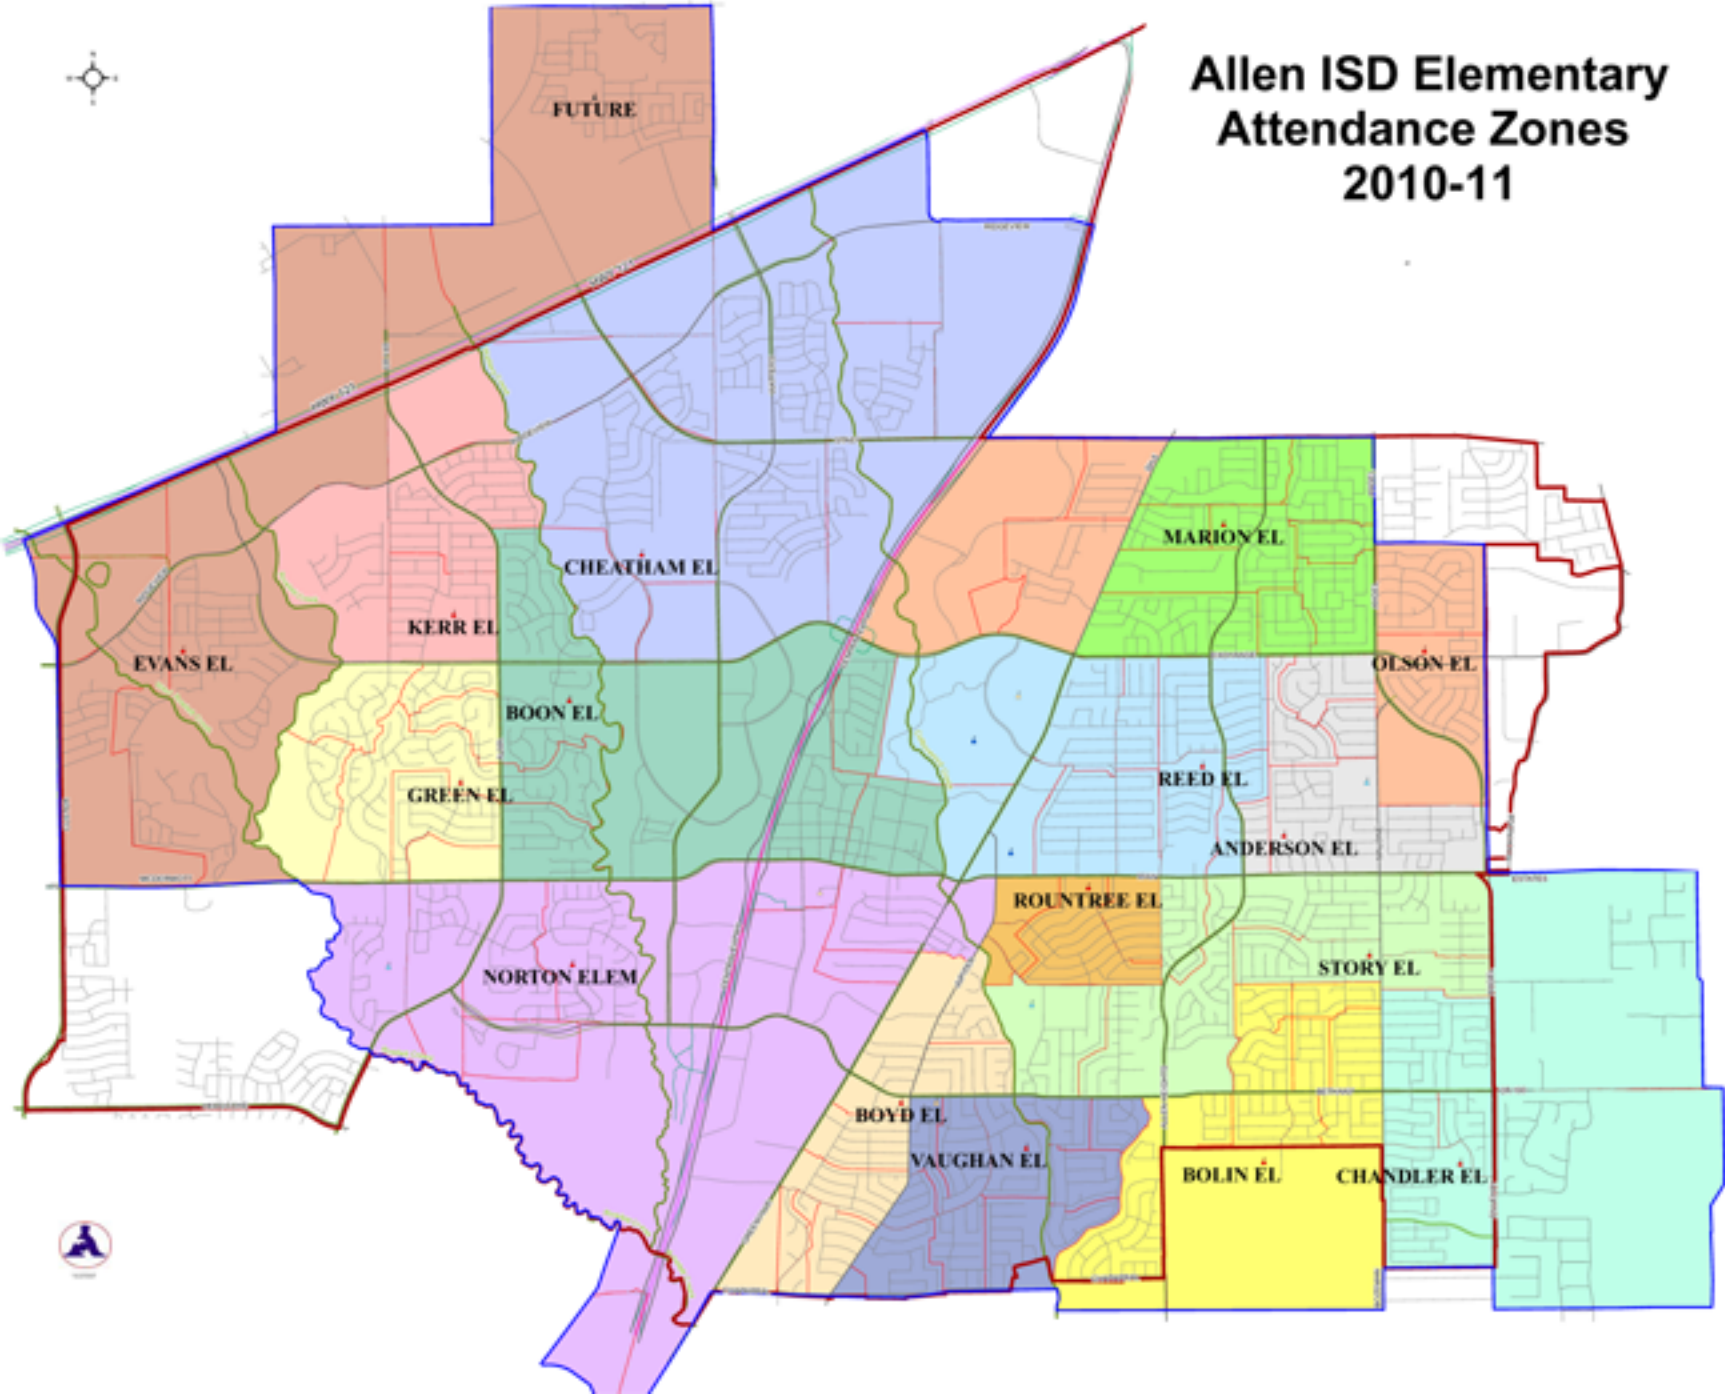 Allen ISD Elementary
Attendance Zones
2010-11
FUTURE
RIDGEVIEW
MARION EL
CHEATHAM EL
KERR EL
EVANS EL
OLSON EL
BOON EL
GREEN EL
REED EL
ANDERSON EL
ROUNTREE EL
NORTON ELEM
STORY EL
BOYD EL
VAUGHAN EL
BOLIN EL
CHANDLER EL